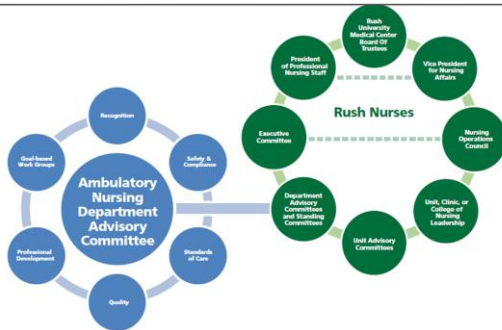 Rush
University
Medical Center
Board Of
Trustees
President
of Professional
Nursing Staff
Vice President
for Nursing
Affairs
Rush Nurses
Recognition
Executive
Committee
Nursing
Operations
Council
Goal-based
Work Groups
Safety &
Compliance
Ambulatory
Nursing
Department
Advisory
Committee
Department
Advisory
Committees
and Standing
Committees
Unit, Clinic, or
College of
Nursing
Leadership
Professional
Development
Standards
of Care
Unit Advisory
Committees
Quality